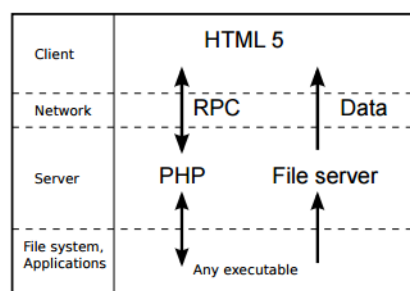 Client
HTML 5
Network
RPC
Data
Server
PHP
File server
File system,
Applications
Any executable